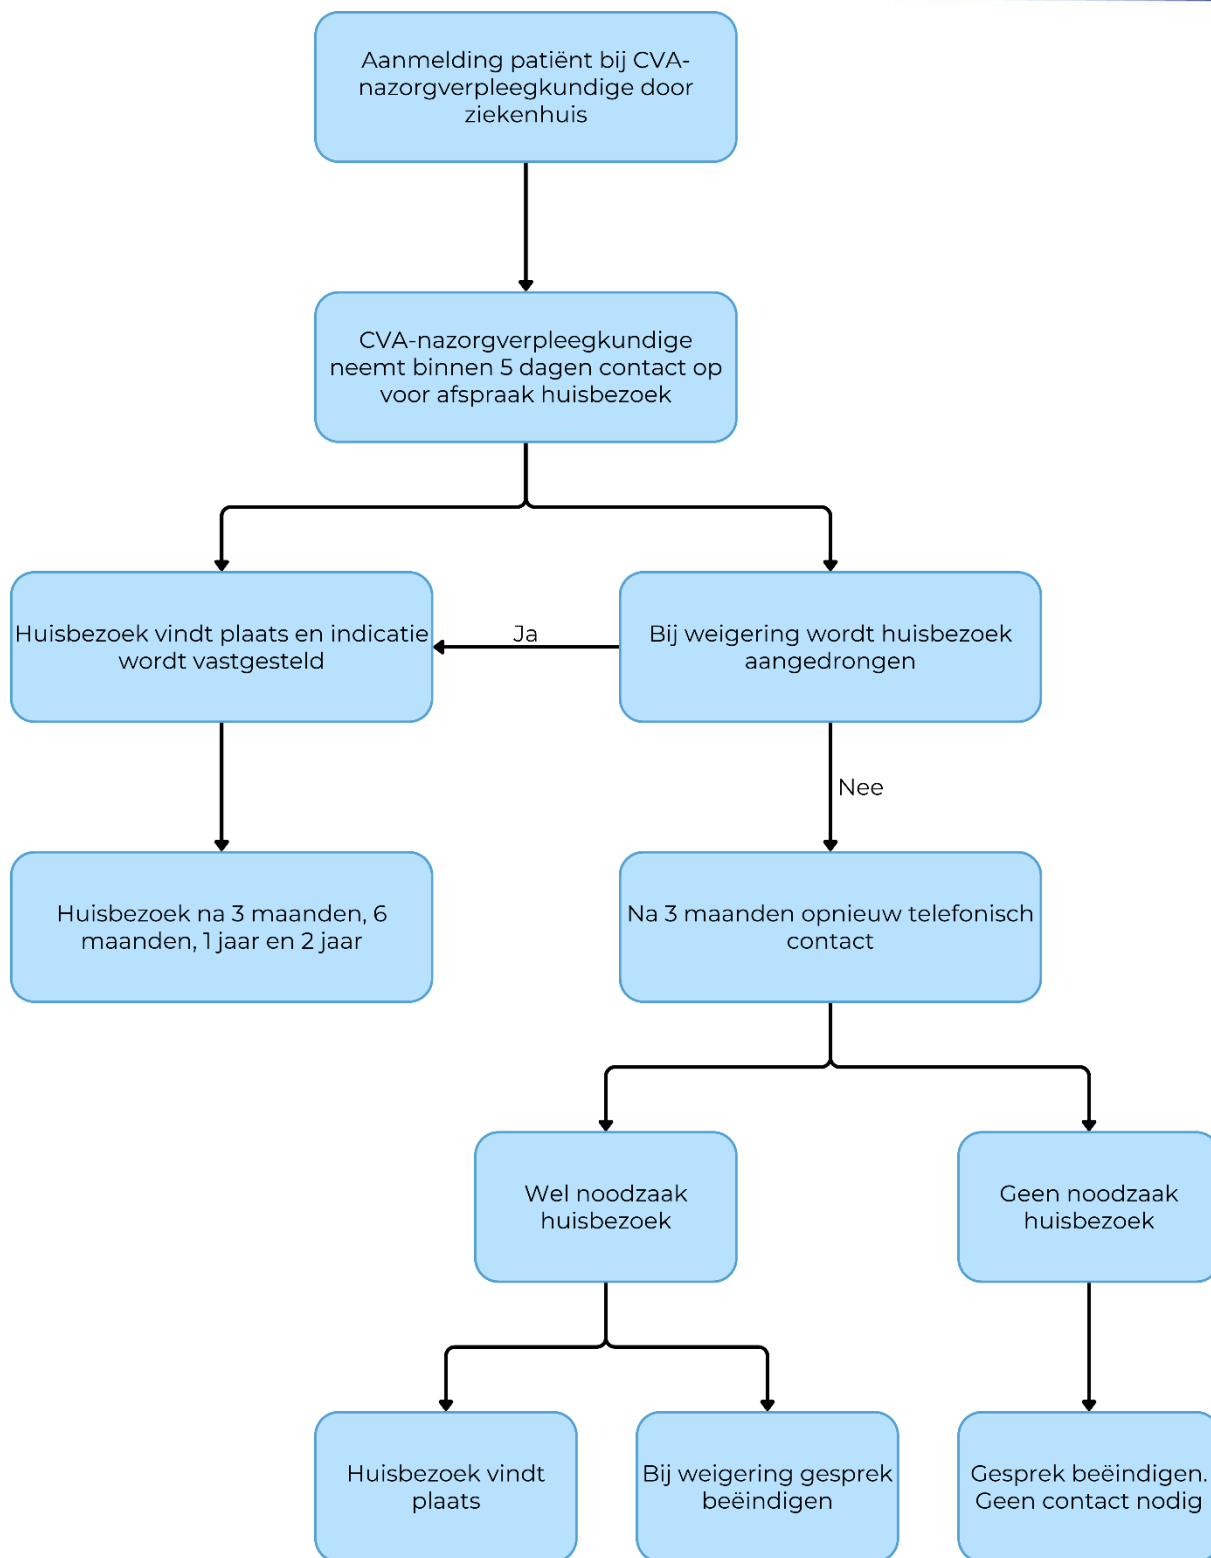 Aanmelding patiënt bij CVA-
nazorgverpleegkundige door
ziekenhuis
CVA-nazorgverpleegkundige
neemt binnen 5 dagen contact op
voor afspraak huisbezoek
Huisbezoek vindt plaats en indicatie
wordt vastgesteld
Ja
Bij weigering wordt huisbezoek
aangedrongen
Nee
Huisbezoek na 3 maanden, 6
maanden, 1 jaar en 2 jaar
Na 3 maanden opnieuw telefonisch
contact
Wel noodzaak
huisbezoek
Geen noodzaak
huisbezoek
Huisbezoek vindt
plaats
Bij weigering gesprek
beëindigen
Gesprek beëindigen.
Geen contact nodig